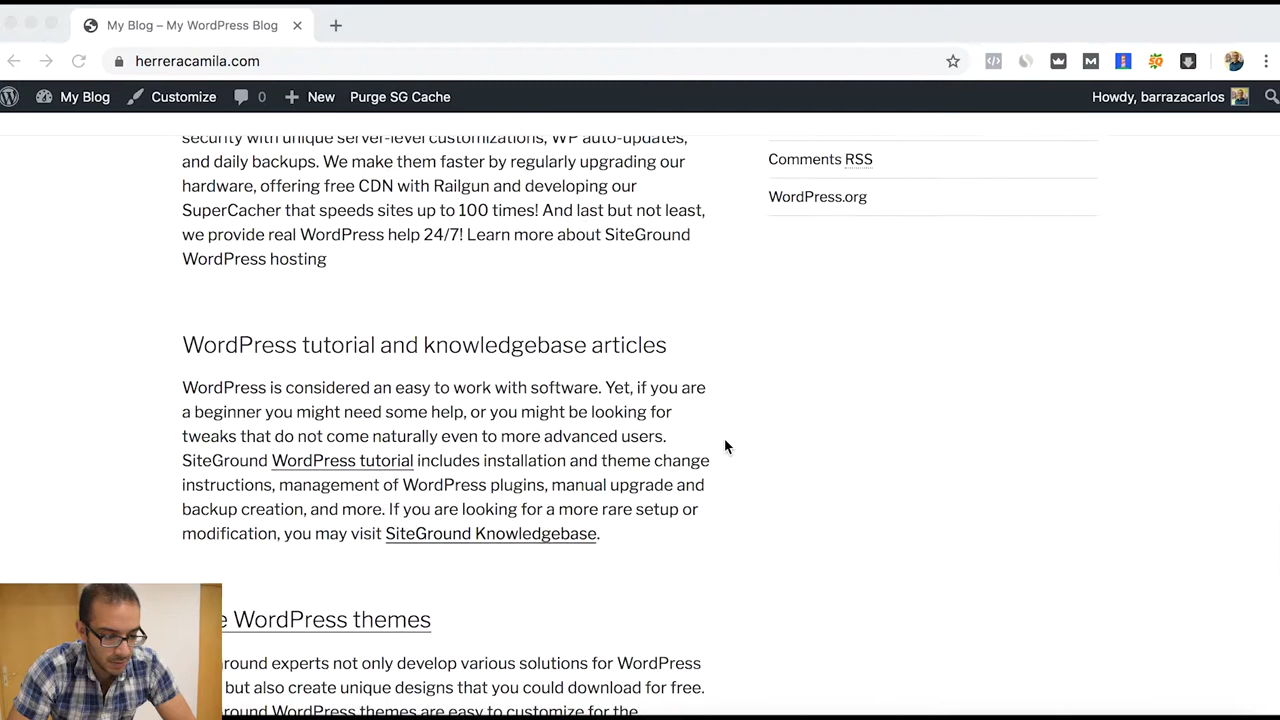 My Blog – My WordPress Blog
herreracamila.com
My Blog Customize 0 New Purge SG Cache Howdy, barrazacarlos
security with unique server-level customizations, WP auto-updates,
and daily backups. We make them faster by regularly upgrading our
hardware, offering free CDN with Railgun and developing our
SuperCacher that speeds sites up to 100 times! And last but not least,
we provide real WordPress help 24/7! Learn more about SiteGround
WordPress hosting
WordPress tutorial and knowledgebase articles
WordPress is considered an easy to work with software. Yet, if you are
a beginner you might need some help, or you might be looking for
tweaks that do not come naturally even to more advanced users.
SiteGround WordPress tutorial includes installation and theme change
instructions, management of WordPress plugins, manual upgrade and
backup creation, and more. If you are looking for a more rare setup or
modification, you may visit SiteGround Knowledgebase.
WordPress themes
experts not only develop various solutions for WordPress
but also create unique designs that you could download for free.
WordPress themes are easy to customize for the
Comments RSS
WordPress.org